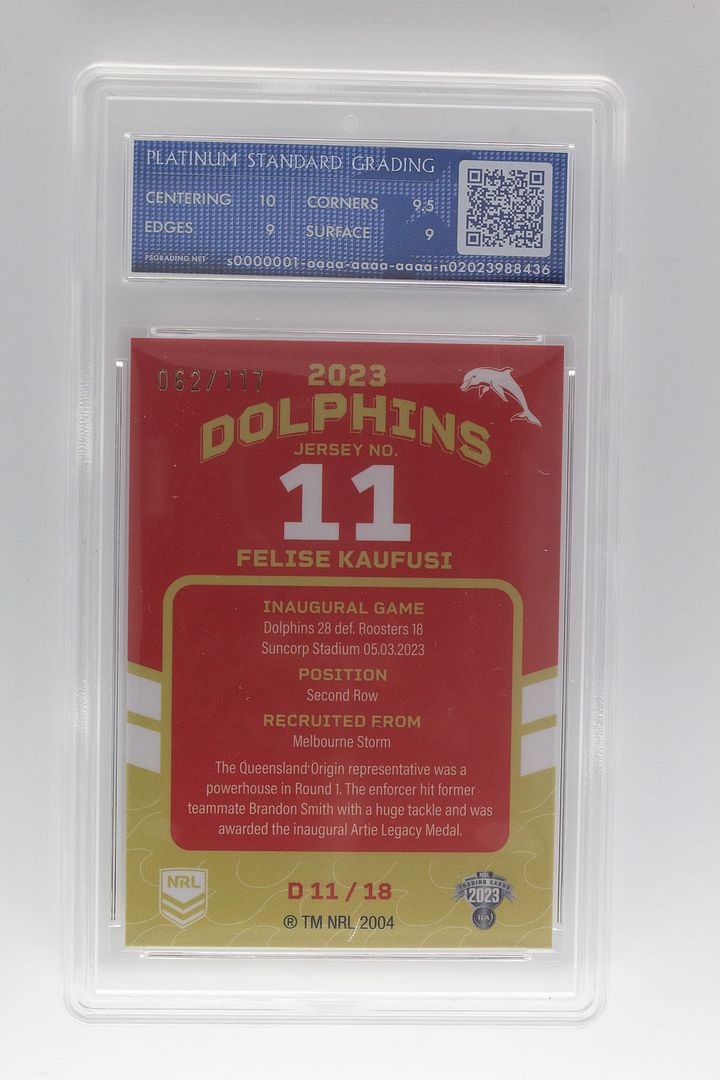 PLATINUM STANDARD GRADING
CENTERING 10 CORNERS 9.5
EDGES 9 SURFACE 9
PSGRADING.NET s0000001-aaaa-aaaa-aaaa-n02023988436
062/117
2023
DOLPHINS
JERSEY NO.
11
FELISE KAUFUSI
INAUGURAL GAME
Dolphins 28 def. Roosters 18
Suncorp Stadium 05.03.2023
POSITION
Second Row
RECRUITED FROM
Melbourne Storm
The Queensland Origin representative was a
powerhouse in Round 1. The enforcer hit former
teammate Brandon Smith with a huge tackle and was
awarded the inaugural Artie Legacy Medal.
NRL
D 11 / 18
NRL
TRADING CARDS
2023
TLA
® TM NRL 2004